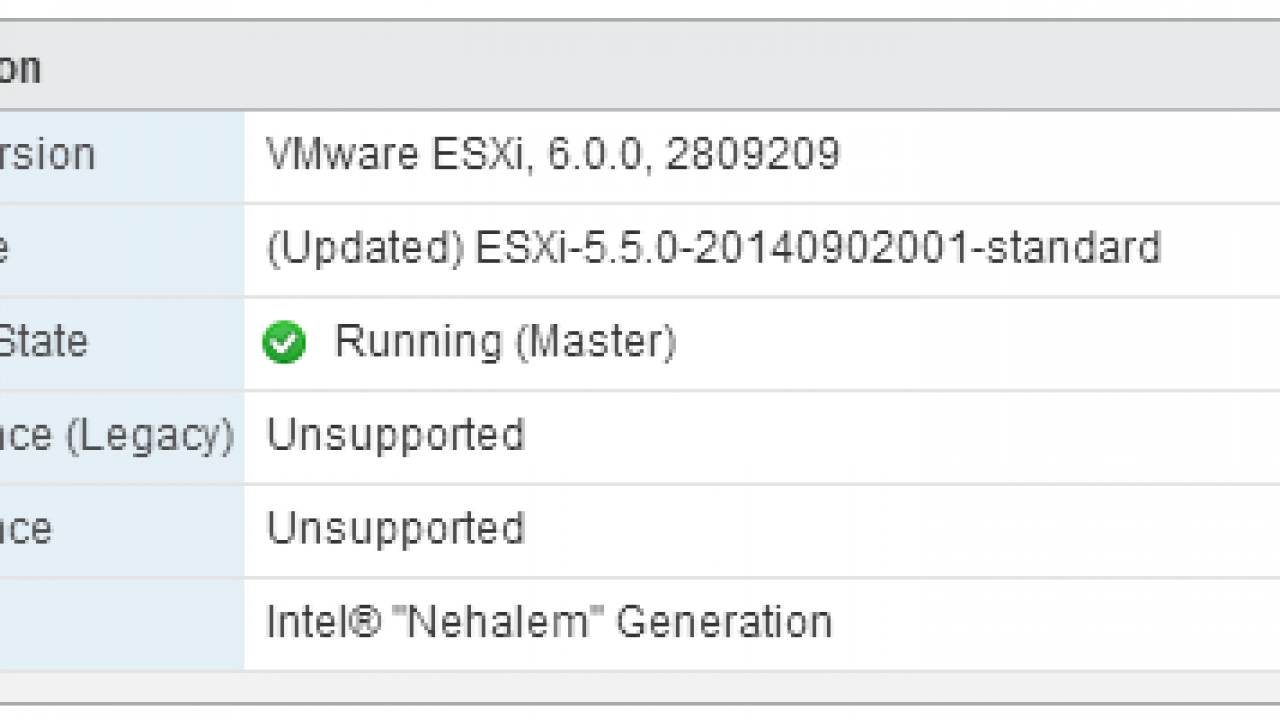 on
rsion VMware ESXi, 6.0.0, 2809209
e (Updated) ESXi-5.5.0-20140902001-standard
State Running (Master)
nce (Legacy) Unsupported
nce Unsupported
Intel® "Nehalem" Generation